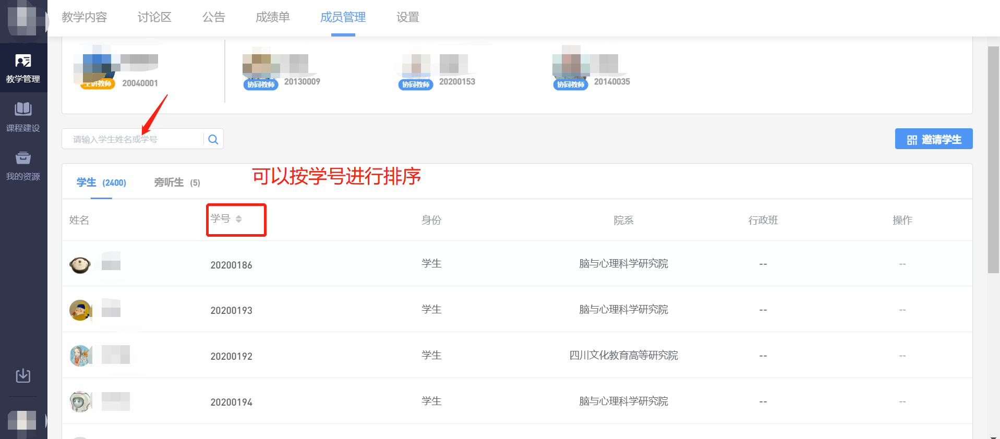 教学内容 讨论区 公告 成绩单 成员管理 设置
教学管理
课程建设
我的资源
主讲教师 20040001
协同教师 20130009
协同教师 20200153
协同教师 20140035
请输入学生姓名或学号
邀请学生
学生 (2400) 旁听生 (5)
可以按学号进行排序
姓名 学号 身份 院系 行政班 操作
20200186 学生 脑与心理科学研究院 -- --
20200193 学生 脑与心理科学研究院 -- --
20200192 学生 四川文化教育高等研究院 -- --
20200194 学生 脑与心理科学研究院 -- --